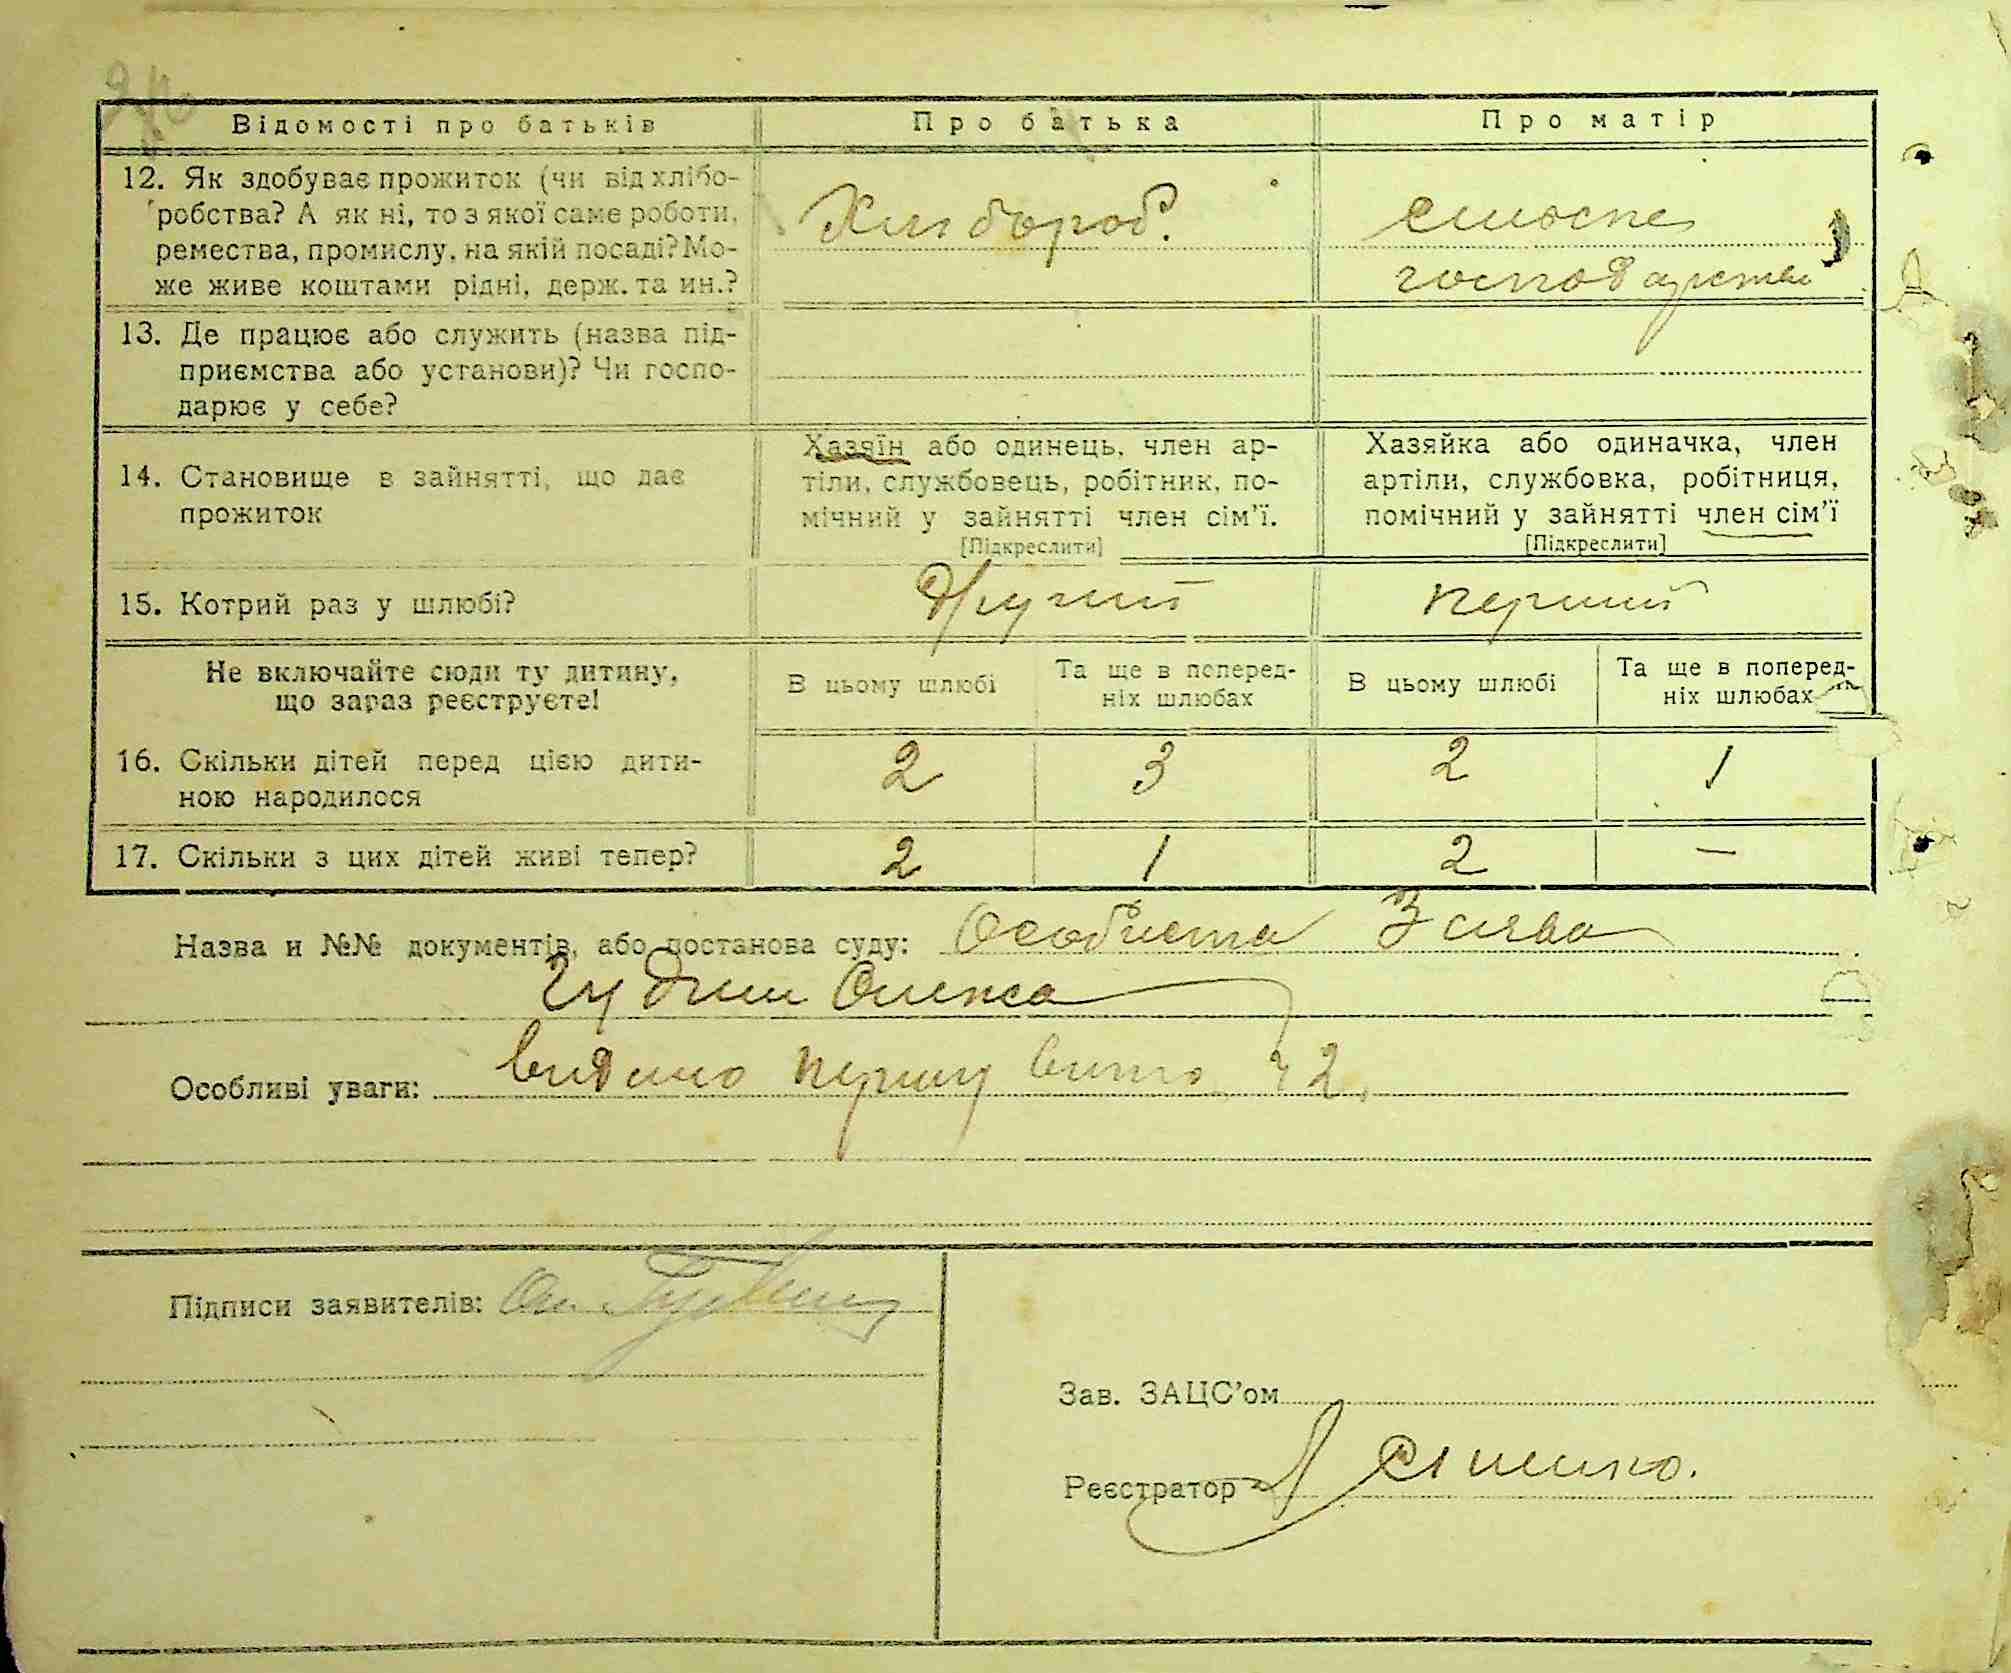 Відомості про батьків
Про батька
Про матір
12. Як здобуває прожиток (чи від хлібо-
робства? А як ні, то з якої саме роботи,
ремества, промислу, на якій посаді? Мо-
же живе коштами рідні, держ. та ин.?
Хлібороб.
сільське
господарство
13. Де працює або служить (назва під-
приємства або установи)? Чи госпо-
дарює у себе?
14. Становище в зайнятті, що дає
прожиток
Хазяїн або одинець, член ар-
тіли, службовець, робітник, по-
мічний у зайнятті член сім'ї.
[Підкреслити]
Хазяйка або одиначка, член
артіли, службовка, робітниця,
помічний у зайнятті член сім'ї
[Підкреслити]
15. Котрий раз у шлюбі?
Другий
перший
Не включайте сюди ту дитину,
що зараз реєструєте!
В цьому шлюбі
Та ще в поперед-
ніх шлюбах
В цьому шлюбі
Та ще в поперед-
ніх шлюбах
16. Скільки дітей перед цією дити-
ною народилося
2 3 2 1
17. Скільки з цих дітей живі тепер?
2 1 2 —
Назва и №№ документів, або постанова суду: Особиста Заява
Олекса
Особливі уваги: видано першу
Підписи заявителів: Ол.
Зав. ЗАЦС'ом
Реєстратор